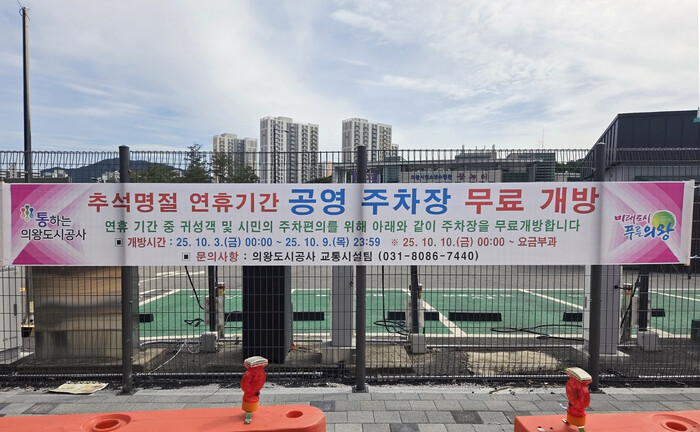 추석명절 연휴기간 공영 주차장 무료 개방
통하는
의왕도시공사
연휴 기간 중 귀성객 및 시민의 주차편의를 위해 아래와 같이 주차장을 무료개방합니다
■ 개방시간 : 25. 10. 3.(금) 00:00 ~ 25. 10. 9.(목) 23:59 ※ 25. 10. 10.(금) 00:00 ~ 요금부과
■ 문의사항 : 의왕도시공사 교통시설팀 (031-8086-7440)
미래도시
푸른의왕